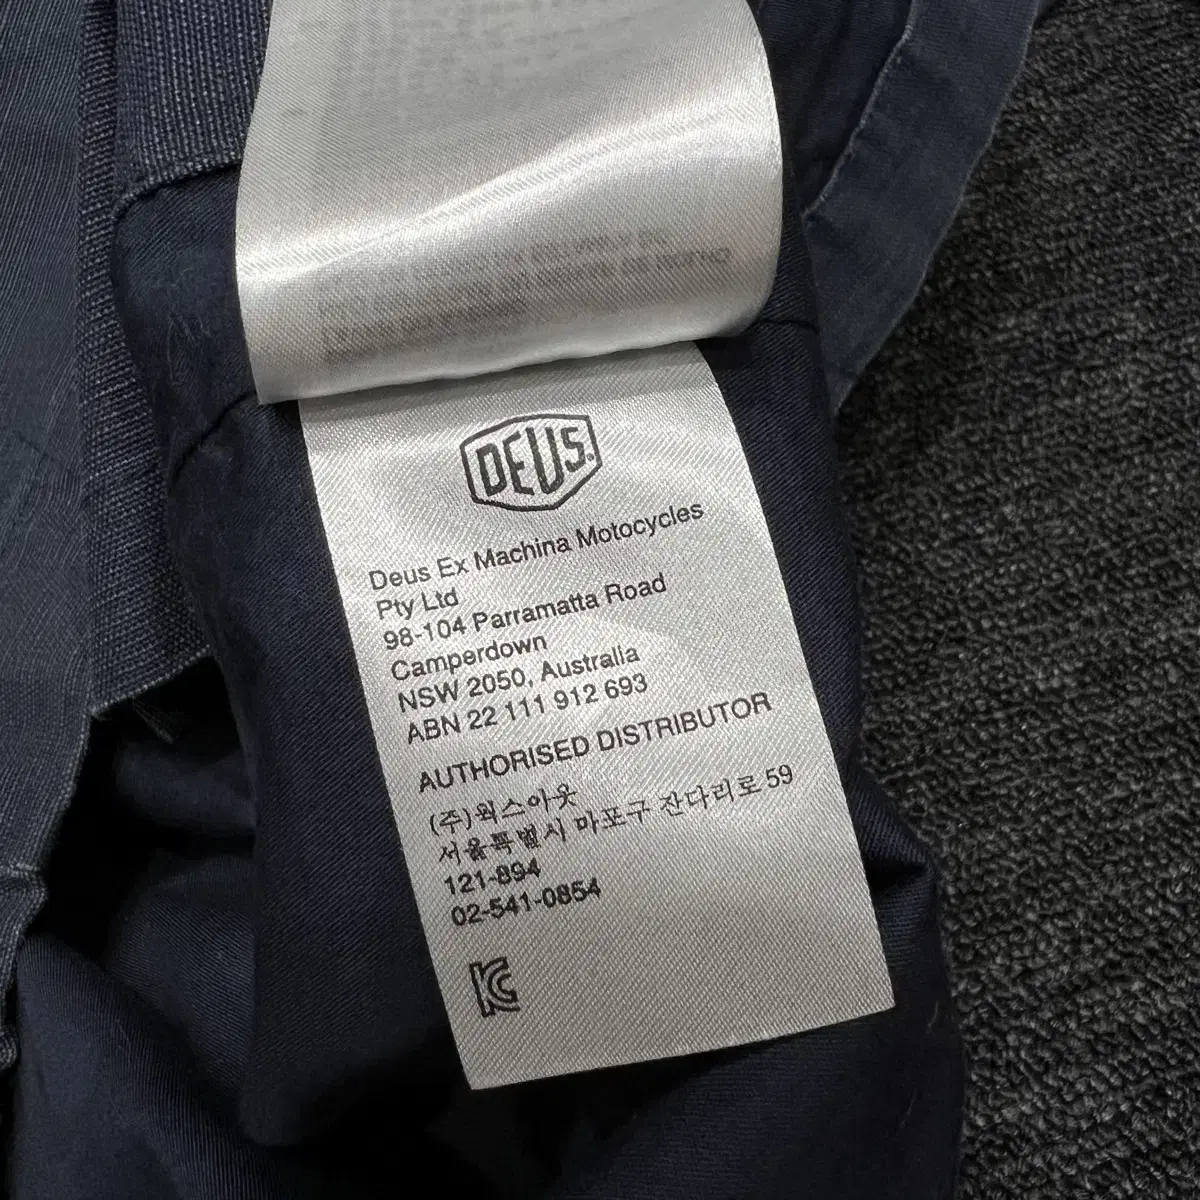 DEUS.
Deus Ex Machina Motocycles
Pty Ltd
98-104 Parramatta Road
Camperdown
NSW 2050, Australia
ABN 22 111 912 693
AUTHORISED DISTRIBUTOR
(주)웍스아웃
서울특별시 마포구 잔다리로 59
121-894
02-541-0854
KC